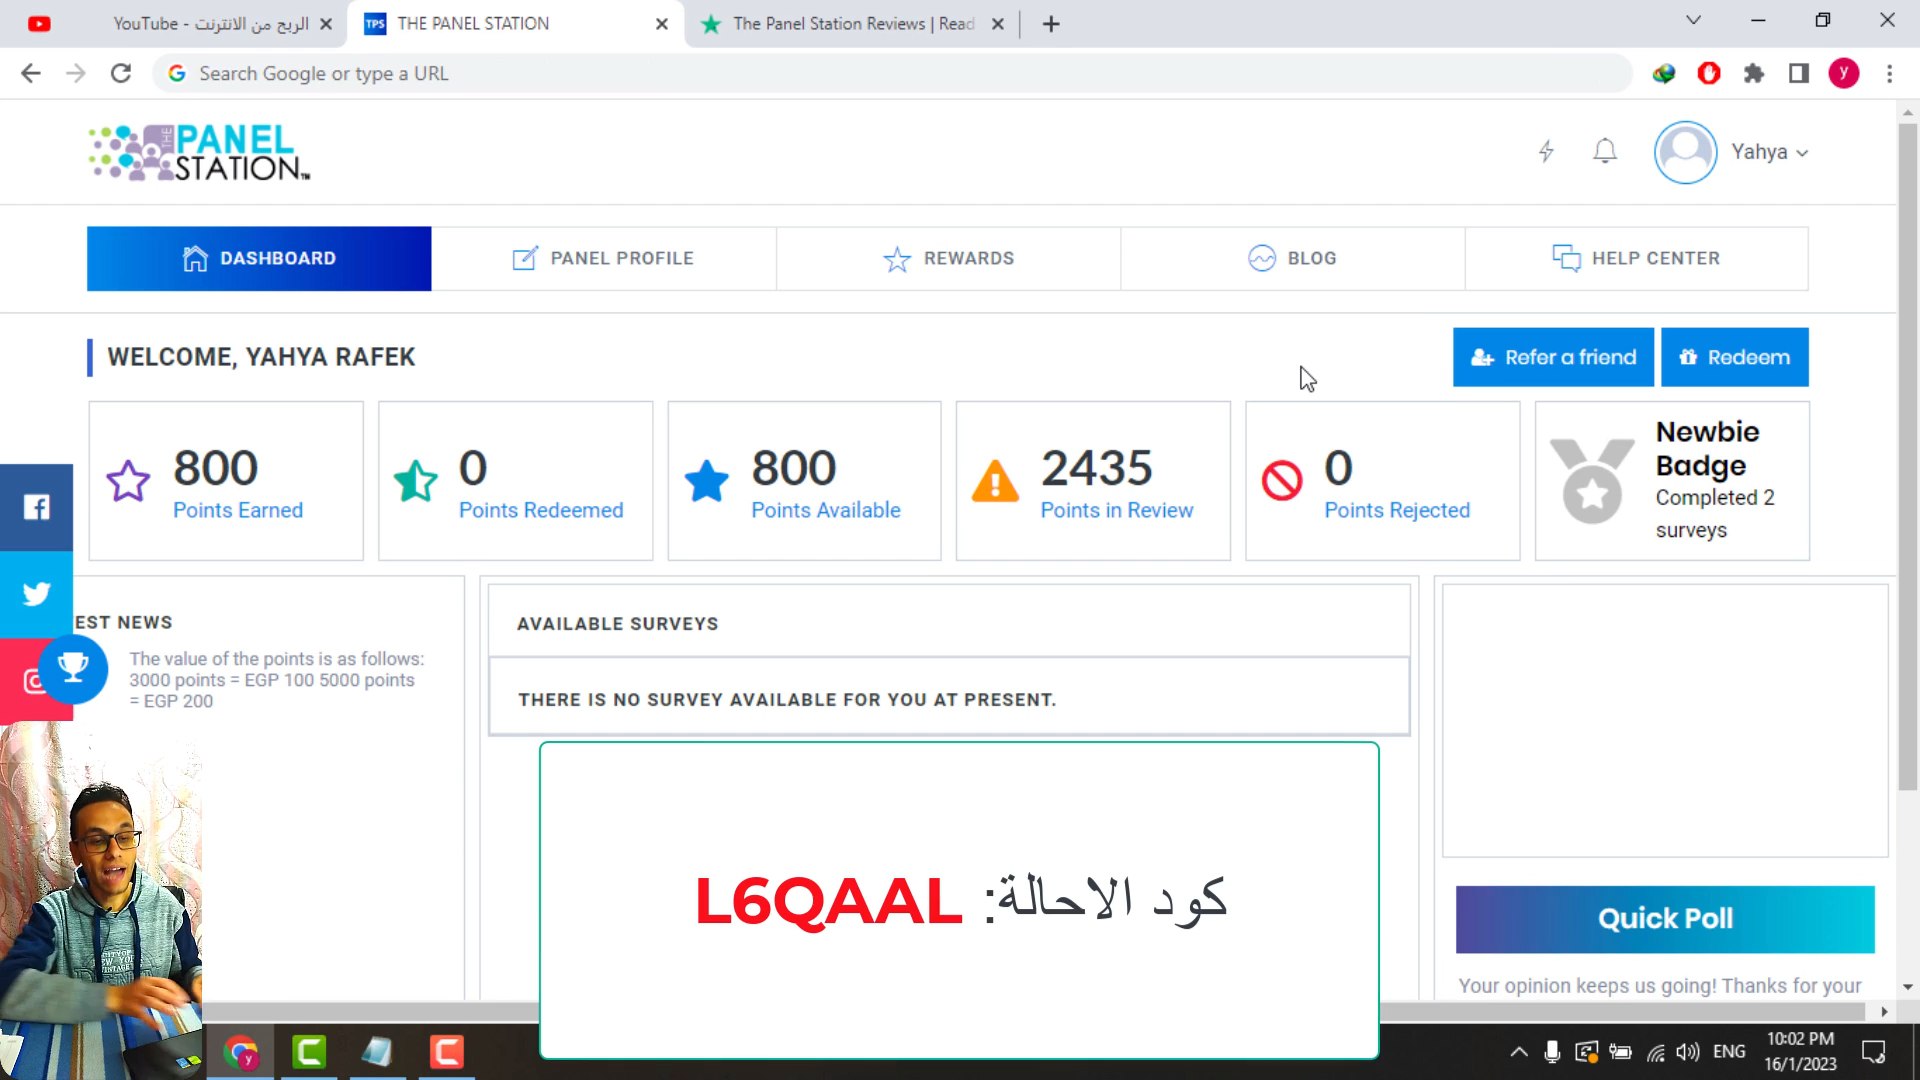 الربح من الانترنت - YouTube
TPS THE PANEL STATION
The Panel Station Reviews | Read
Search Google or type a URL
y
THE PANEL STATION TM
Yahya
DASHBOARD
PANEL PROFILE
REWARDS
BLOG
HELP CENTER
WELCOME, YAHYA RAFEK
Refer a friend
Redeem
800
Points Earned
0
Points Redeemed
800
Points Available
2435
Points in Review
0
Points Rejected
Newbie
Badge
Completed 2
surveys
EST NEWS
The value of the points is as follows:
3000 points = EGP 100 5000 points
= EGP 200
AVAILABLE SURVEYS
THERE IS NO SURVEY AVAILABLE FOR YOU AT PRESENT.
كود الاحالة: L6QAAL
Quick Poll
Your opinion keeps us going! Thanks for your
ENG
10:02 PM
16/1/2023